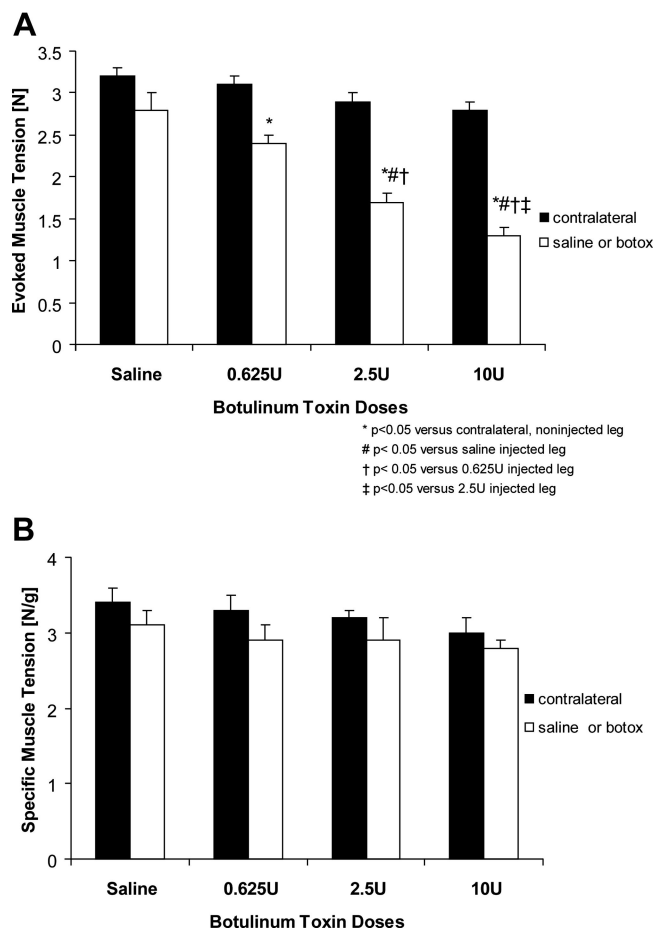 A
Evoked Muscle Tension [N]
3.5
3
2.5
2
1.5
1
0.5
0
*
*#†
*#†‡
contralateral
saline or botox
Saline 0.625U 2.5U 10U
Botulinum Toxin Doses
* p<0.05 versus contralateral, noninjected leg
# p< 0.05 versus saline injected leg
† p< 0.05 versus 0.625U injected leg
‡ p<0.05 versus 2.5U injected leg
B
Specific Muscle Tension [N/g]
4
3
2
1
0
contralateral
saline or botox
Saline 0.625U 2.5U 10U
Botulinum Toxin Doses